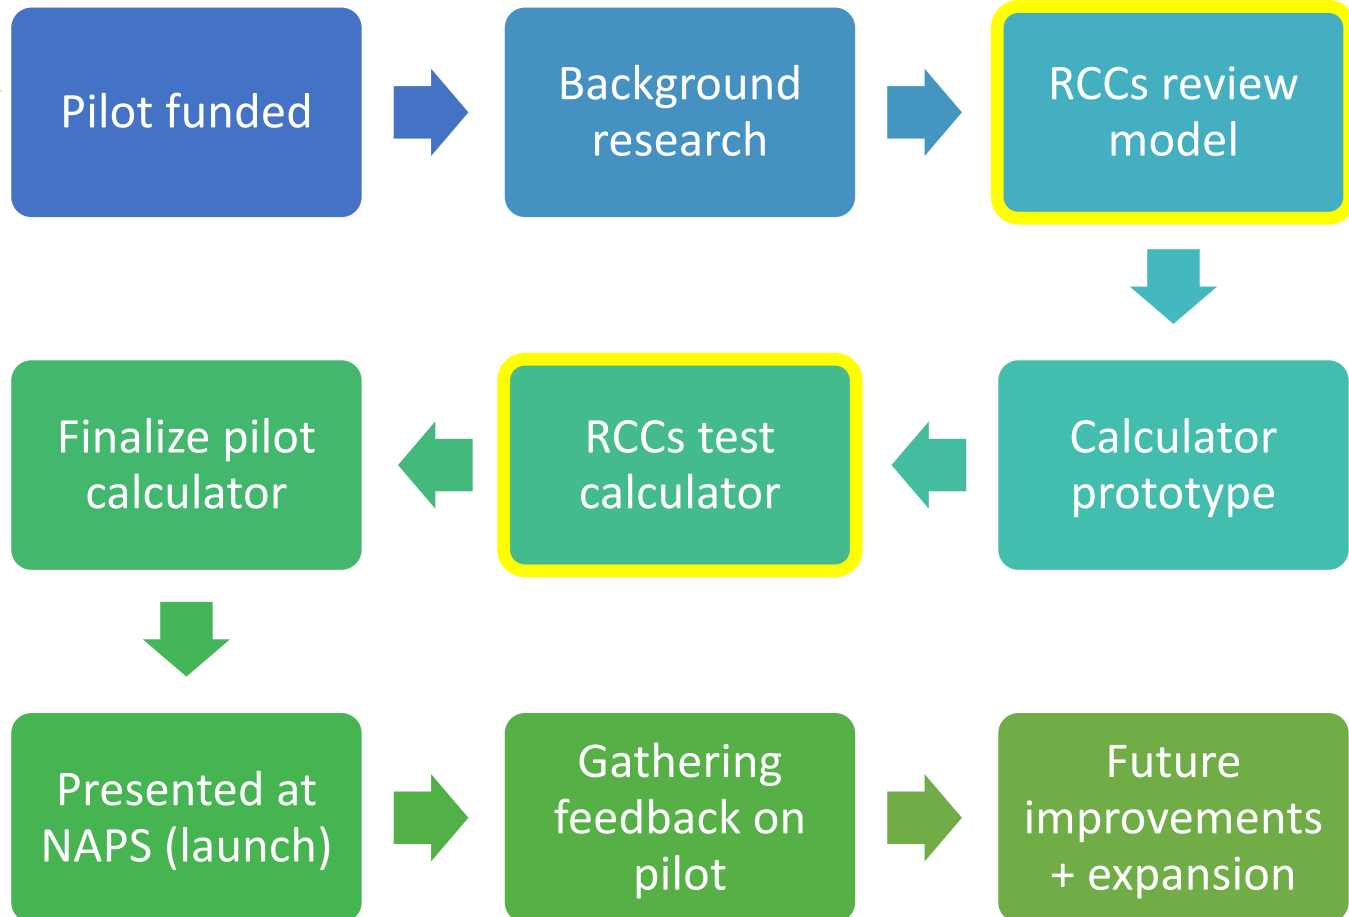 Pilot funded
Background
research
RCCs review
model
Calculator
prototype
RCCs test
calculator
Finalize pilot
calculator
Presented at
NAPS (launch)
Gathering
feedback on
pilot
Future
improvements
+ expansion